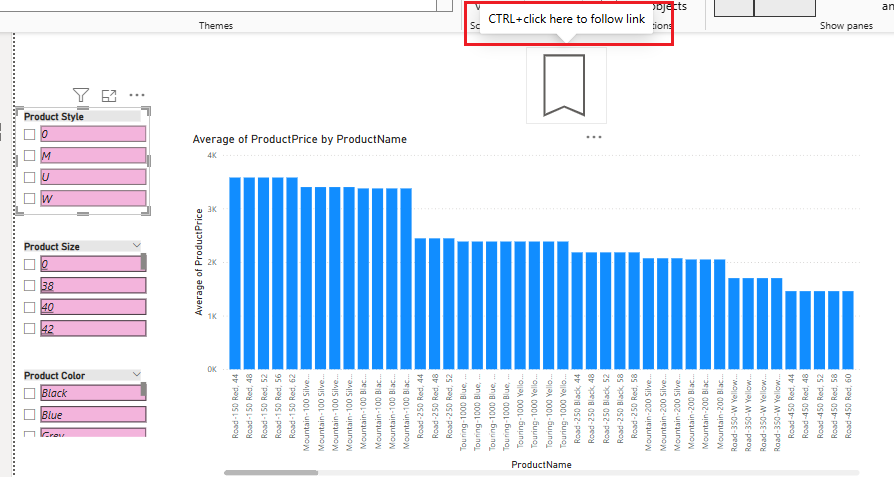 Themes
CTRL+click here to follow link
objects
Show panes
Product Style
0
M
U
W
Product Size
0
38
40
42
Product Color
Black
Blue
Grey
Average of ProductPrice by ProductName
Average of ProductPrice
4K
3K
2K
1K
0K
Road-150 Red, 44
Road-150 Red, 48
Road-150 Red, 52
Road-150 Red, 56
Road-150 Red, 62
Mountain-100 Silve...
Mountain-100 Silve...
Mountain-100 Silve...
Mountain-100 Silve...
Mountain-100 Blac...
Mountain-100 Blac...
Mountain-100 Blac...
Mountain-100 Blac...
Road-250 Red, 44
Road-250 Red, 48
Road-250 Red, 52
Touring-1000 Blue, ...
Touring-1000 Blue, ...
Touring-1000 Blue, ...
Touring-1000 Blue, ...
Touring-1000 Yello...
Touring-1000 Yello...
Touring-1000 Yello...
Touring-1000 Yello...
Road-250 Black, 44
Road-250 Black, 48
Road-250 Black, 52
Road-250 Black, 58
Road-250 Red, 58
Mountain-200 Silve...
Mountain-200 Silve...
Mountain-200 Silve...
Mountain-200 Blac...
Mountain-200 Blac...
Mountain-200 Blac...
Road-350-W Yellow...
Road-350-W Yellow...
Road-350-W Yellow...
Road-350-W Yellow...
Road-450 Red, 44
Road-450 Red, 48
Road-450 Red, 52
Road-450 Red, 58
Road-450 Red, 60
ProductName